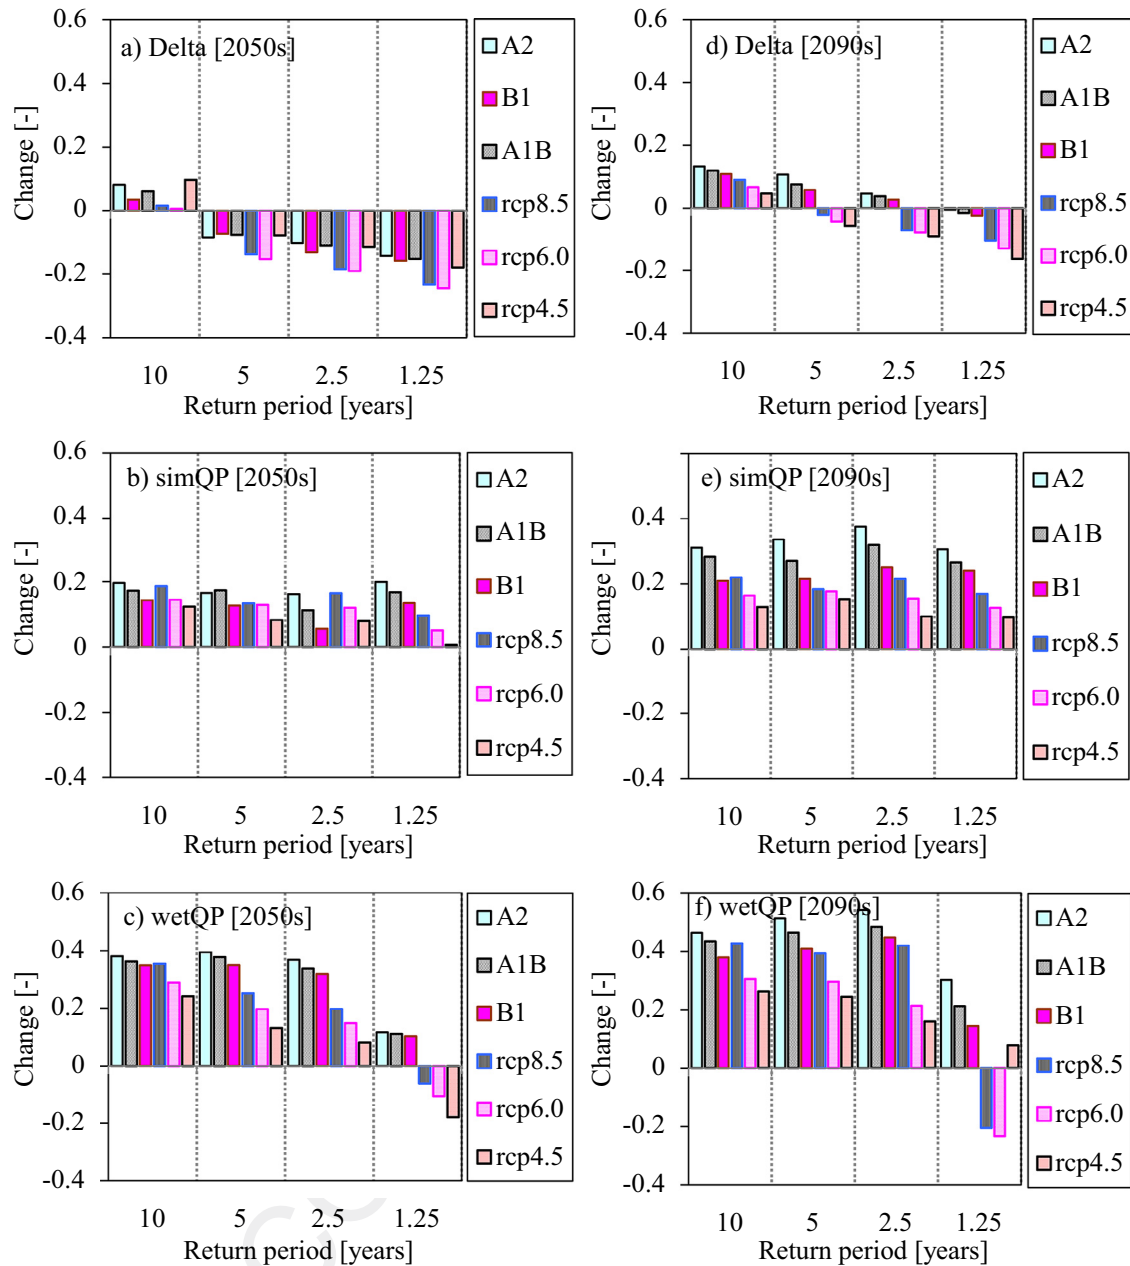 a) Delta [2050s]
Change [-]
0.6
0.4
0.2
0
-0.2
-0.4
10 5 2.5 1.25
Return period [years]
A2
B1
A1B
rcp8.5
rcp6.0
rcp4.5
d) Delta [2090s]
Change [-]
0.6
0.4
0.2
0
-0.2
-0.4
10 5 2.5 1.25
Return period [years]
A2
A1B
B1
rcp8.5
rcp6.0
rcp4.5
b) simQP [2050s]
Change [-]
0.6
0.4
0.2
0
-0.2
-0.4
10 5 2.5 1.25
Return period [years]
A2
A1B
B1
rcp8.5
rcp6.0
rcp4.5
e) simQP [2090s]
Change [-]
0.6
0.4
0.2
0
-0.2
-0.4
10 5 2.5 1.25
Return period [years]
A2
A1B
B1
rcp8.5
rcp6.0
rcp4.5
c) wetQP [2050s]
Change [-]
0.6
0.4
0.2
0
-0.2
-0.4
10 5 2.5 1.25
Return period [years]
A2
A1B
B1
rcp8.5
rcp6.0
rcp4.5
f) wetQP [2090s]
Change [-]
0.6
0.4
0.2
0
-0.2
-0.4
10 5 2.5 1.25
Return period [years]
A2
A1B
B1
rcp8.5
rcp6.0
rcp4.5